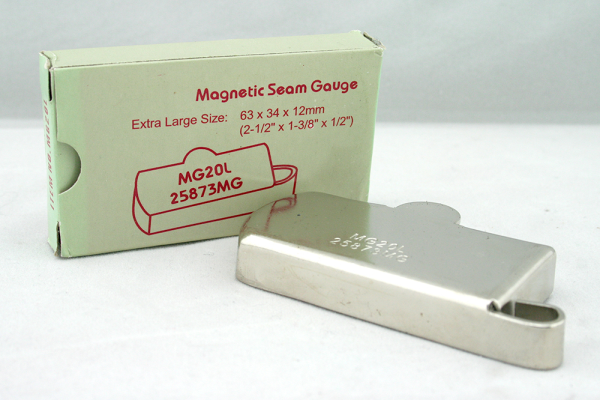 Magnetic Seam Gauge
Extra Large Size: 63 x 34 x 12mm
(2-1/2" x 1-3/8" x 1/2")
MG20L
25873MG
MG20L
25873MG